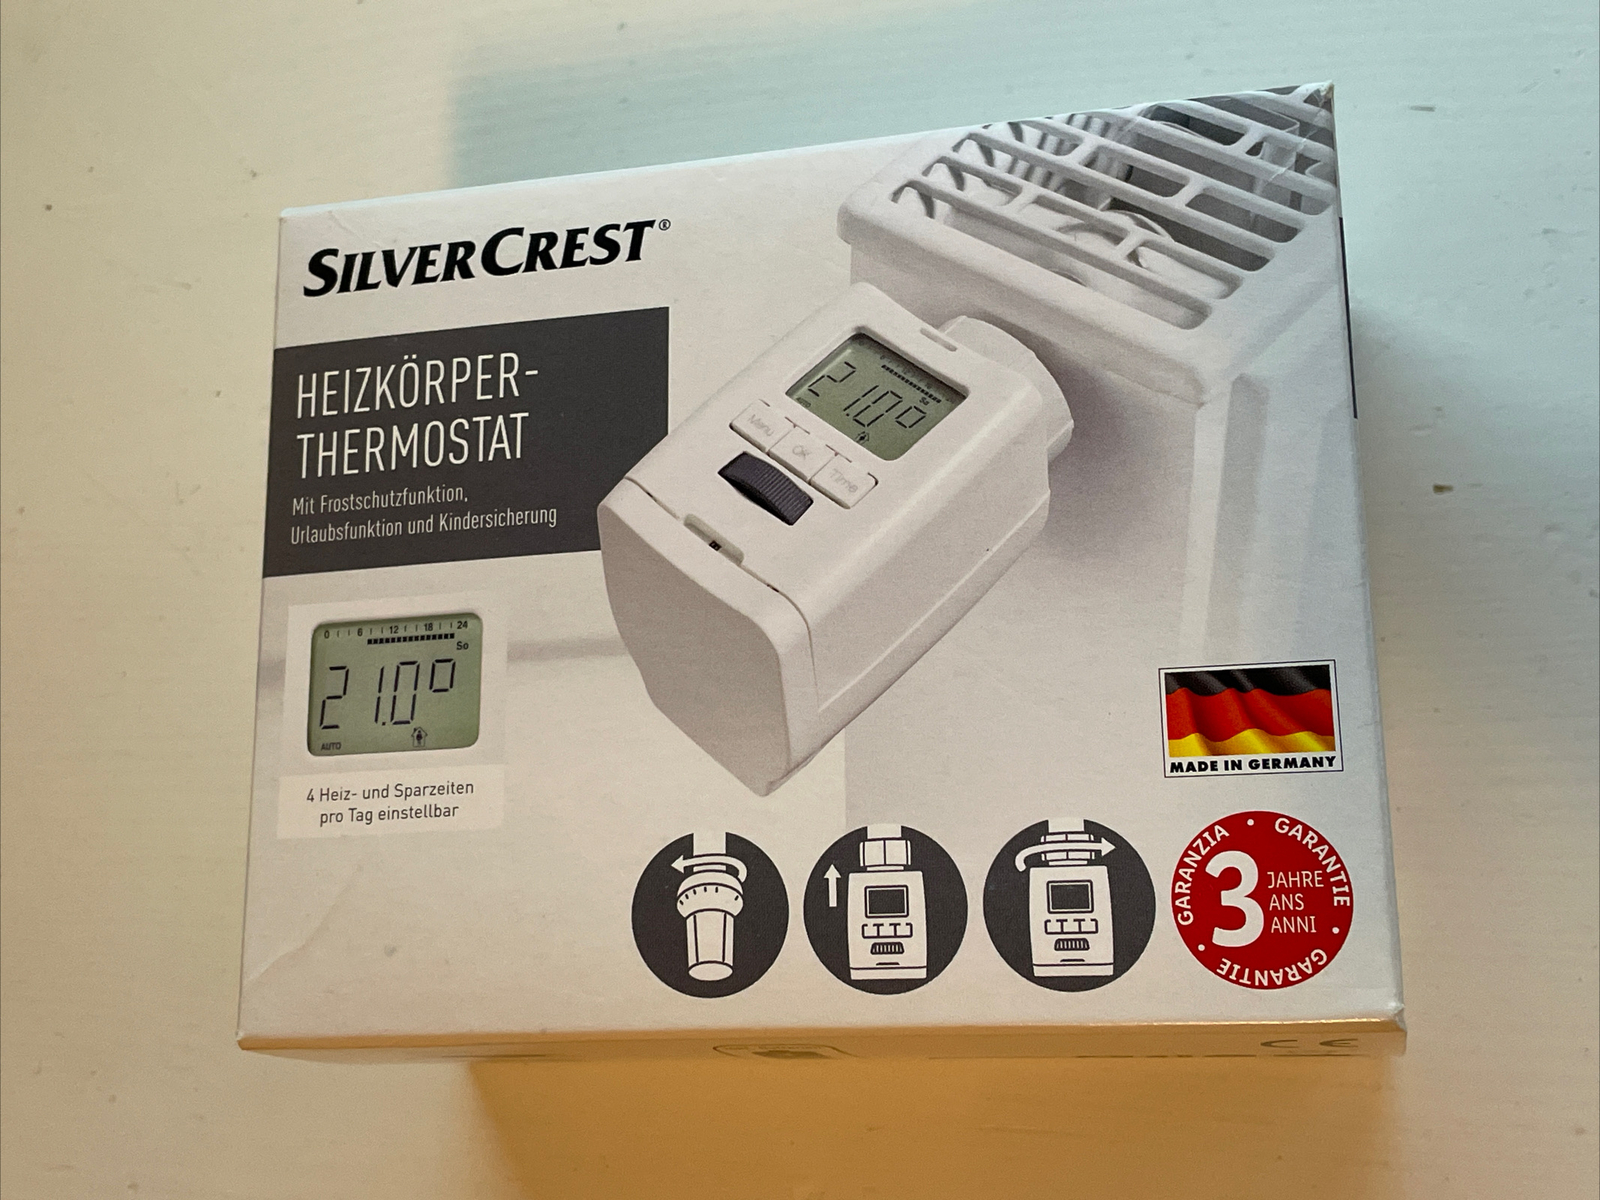 SILVERCREST®
HEIZKÖRPER-
THERMOSTAT
Mit Frostschutzfunktion,
Urlaubsfunktion und Kindersicherung
21.0°
So
Menu
OK
Time
0 6 12 18 24
So
21.0°
AUTO
4 Heiz- und Sparzeiten
pro Tag einstellbar
MADE IN GERMANY
GARANZIA • GARANTIE • GARANTIE •
3 JAHRE
ANS
ANNI
CE